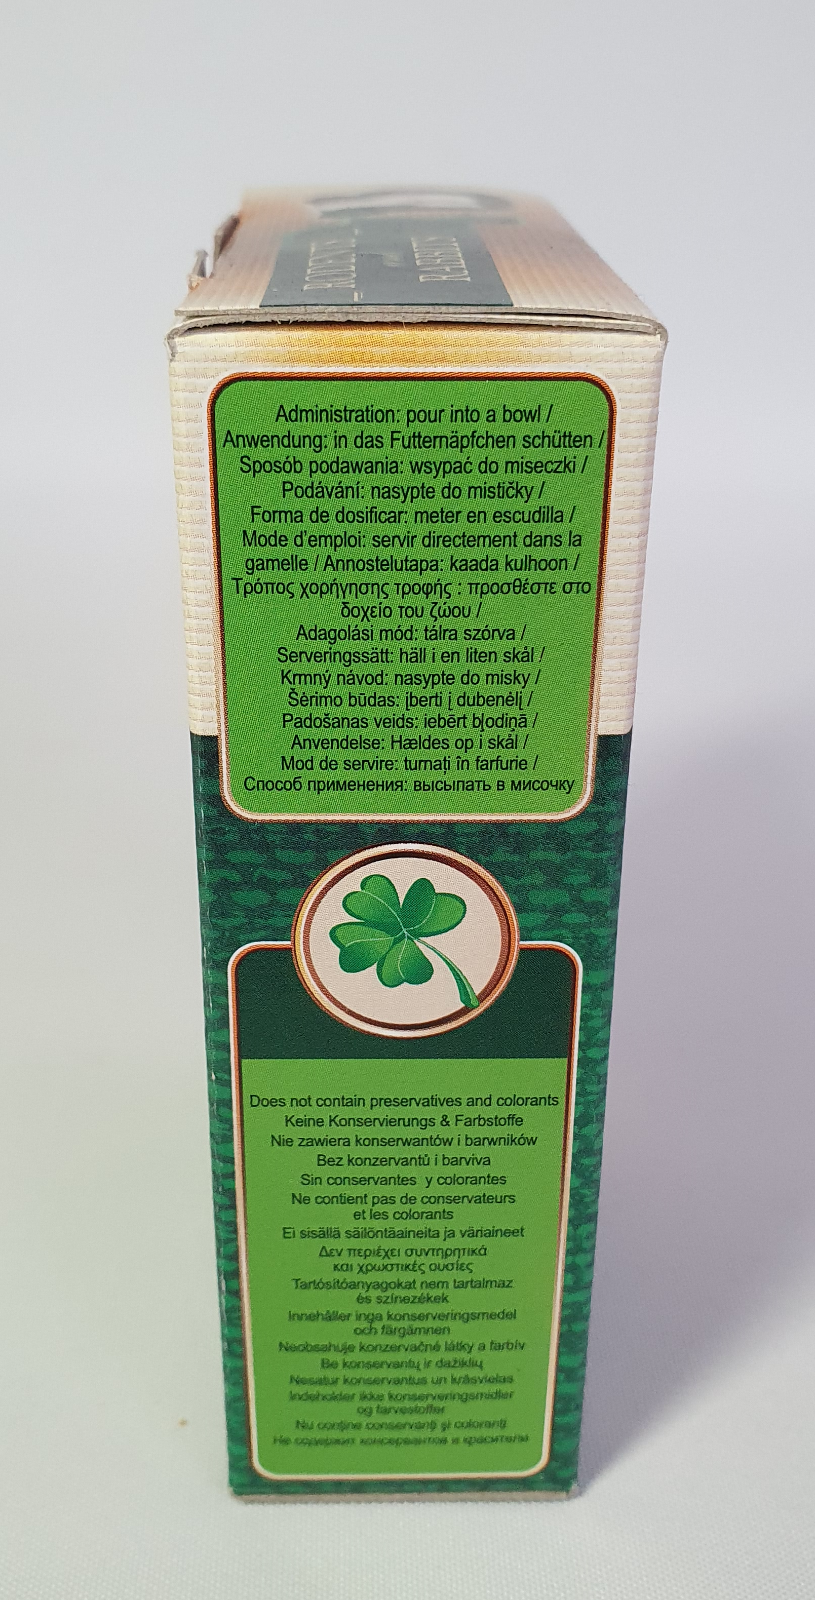 RODENTS
and
RABBITS
Administration: pour into a bowl /
Anwendung: in das Futternäpfchen schütten /
Sposób podawania: wsypać do miseczki /
Podávání: nasypte do mističky /
Forma de dosificar: meter en escudilla /
Mode d'emploi: servir directement dans la
gamelle / Annostelutapa: kaada kulhoon /
Τρόπος χορήγησης τροφής : προσθέστε στο
δοχείο του ζώου /
Adagolási mód: tálra szórva /
Serveringssätt: häll i en liten skål /
Krmný návod: nasypte do misky /
Šėrimo būdas: įberti į dubenėlį /
Padošanas veids: iebērt bļodiņā /
Anvendelse: Hældes op i skål /
Mod de servire: turnați în farfurie /
Способ применения: высыпать в мисочку
Does not contain preservatives and colorants
Keine Konservierungs & Farbstoffe
Nie zawiera konserwantów i barwników
Bez konzervantů i barviva
Sin conservantes y colorantes
Ne contient pas de conservateurs
et les colorants
Ei sisällä säilöntäaineita ja väriaineet
Δεν περιέχει συντηρητικά
και χρωστικές ουσίες
Tartósítóanyagokat nem tartalmaz
és színezékek
Innehåller inga konserveringsmedel
och färgämnen
Neobsahuje konzervačné látky a farbív
Be konservantų ir dažiklių
Nesatur konservantus un krāsvielas
Indeholder ikke konserveringsmidler
og farvestoffer
Nu conține conservanți și coloranți
Не содержит консервантов и красители